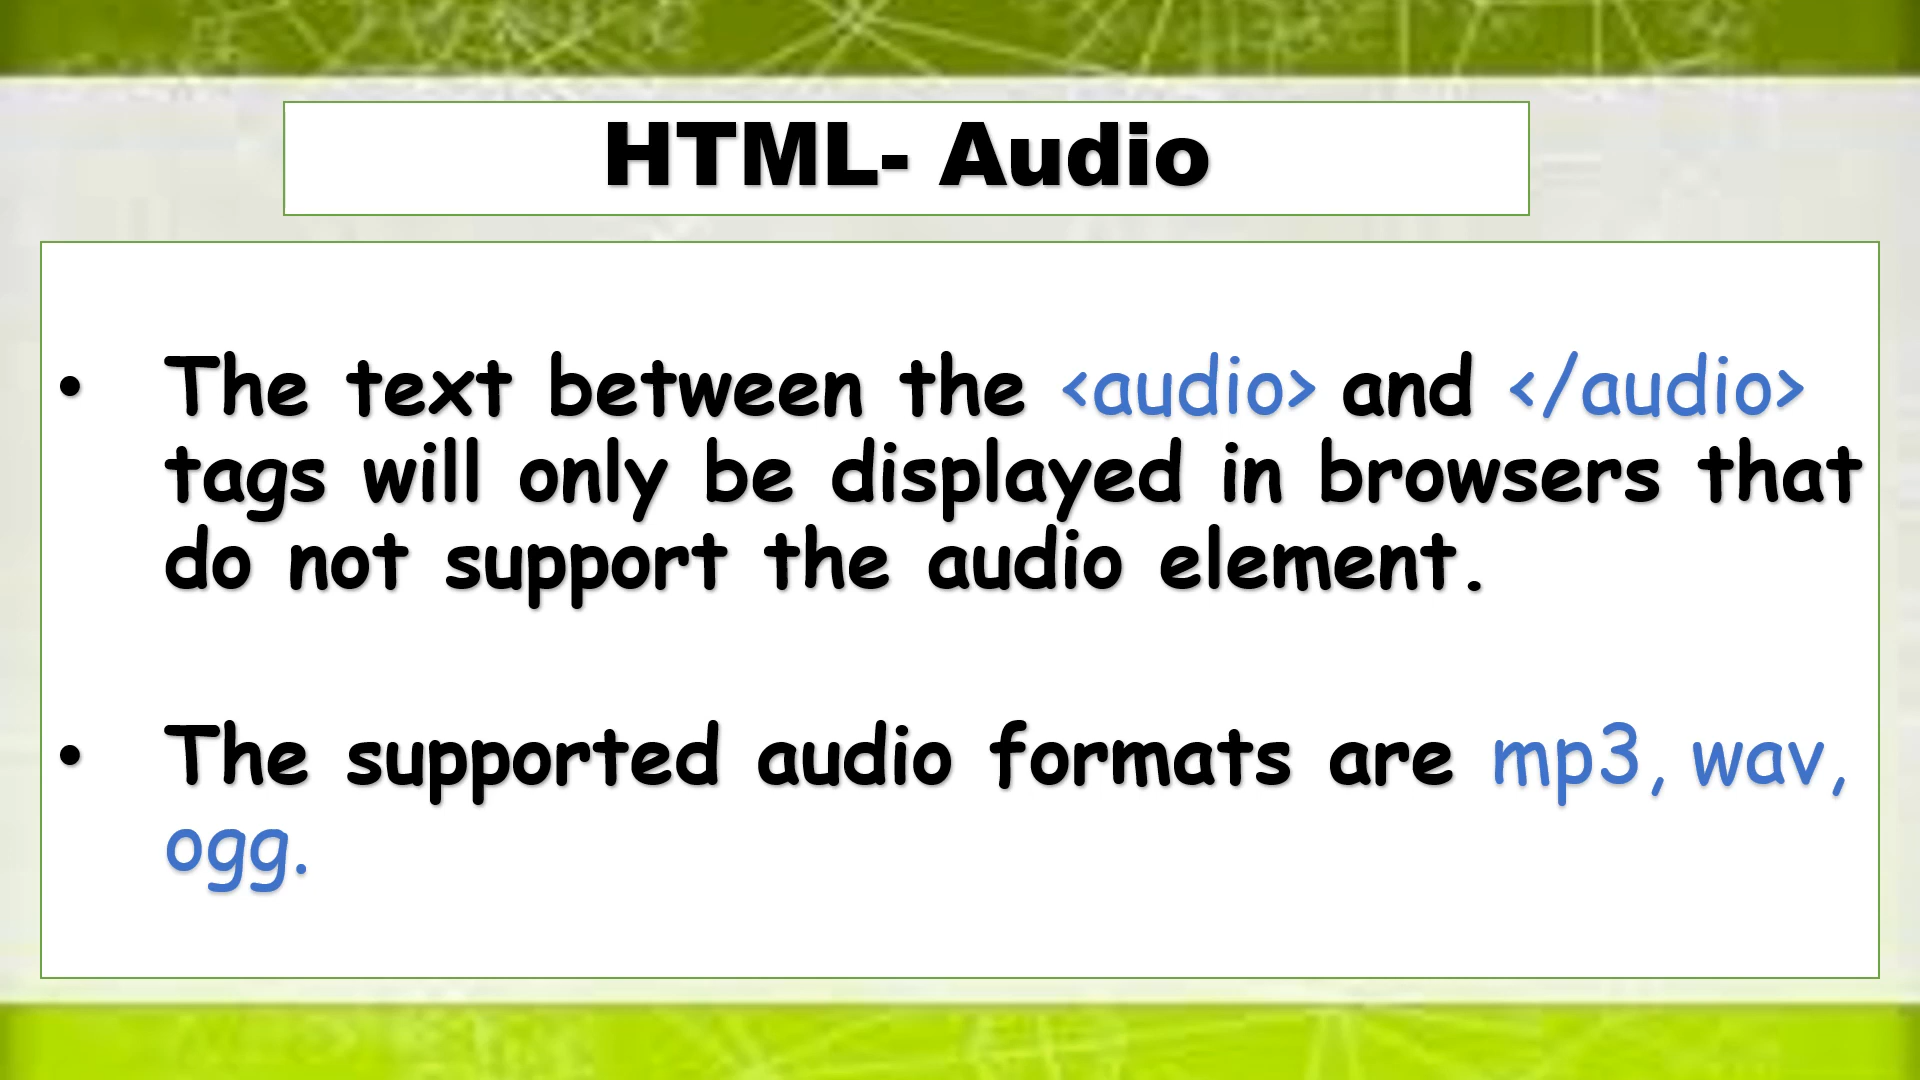 HTML- Audio
• The text between the <audio> and </audio>
tags will only be displayed in browsers that
do not support the audio element.
• The supported audio formats are mp3, wav,
ogg.